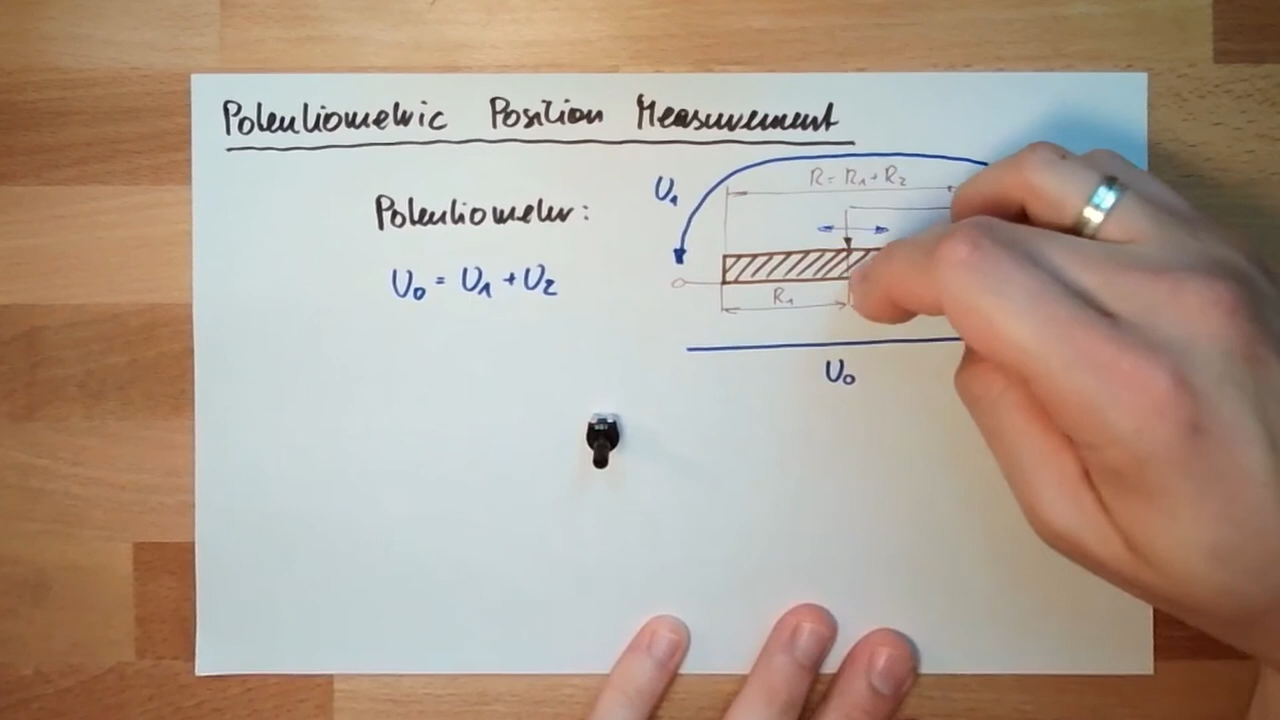 Potentiometric Position Measurement
Potentiometer:
U₁
R = R₁ + R₂
U₀ = U₁ + U₂
R₁
U₀